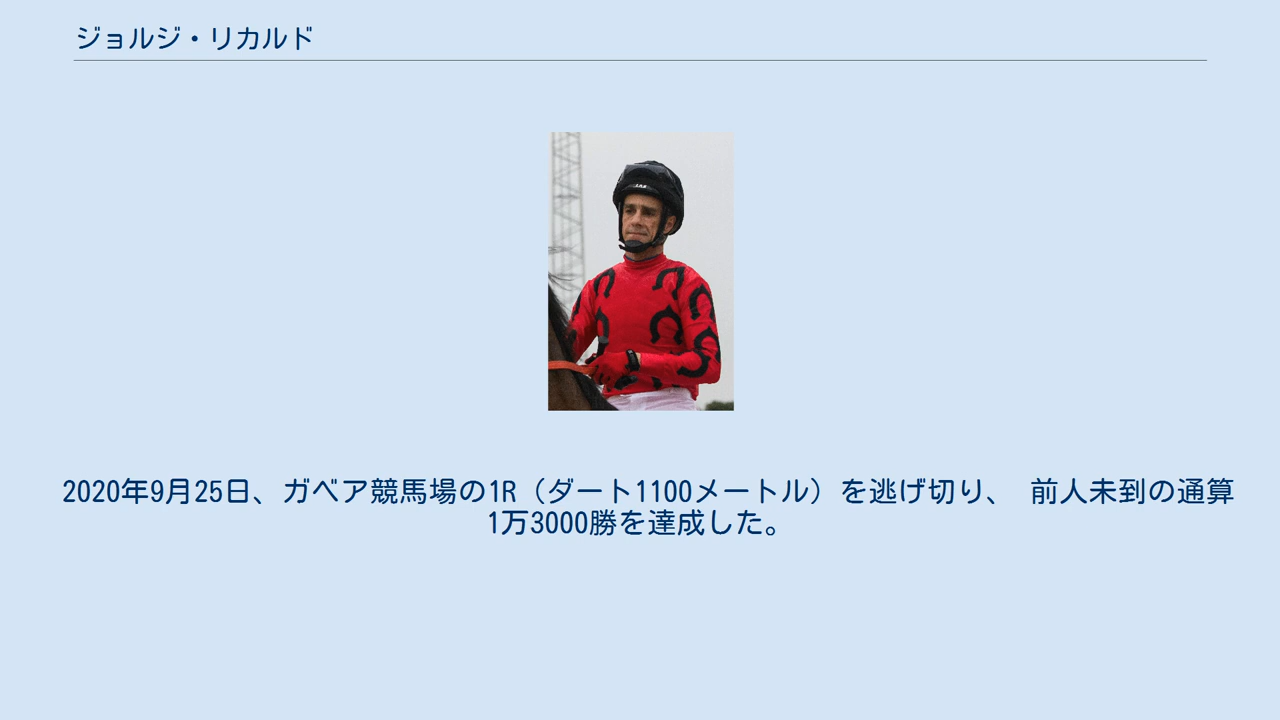 ジョルジ・リカルド
2020年9月25日、ガベア競馬場の1R（ダート1100メートル）を逃げ切り、 前人未到の通算
1万3000勝を達成した。